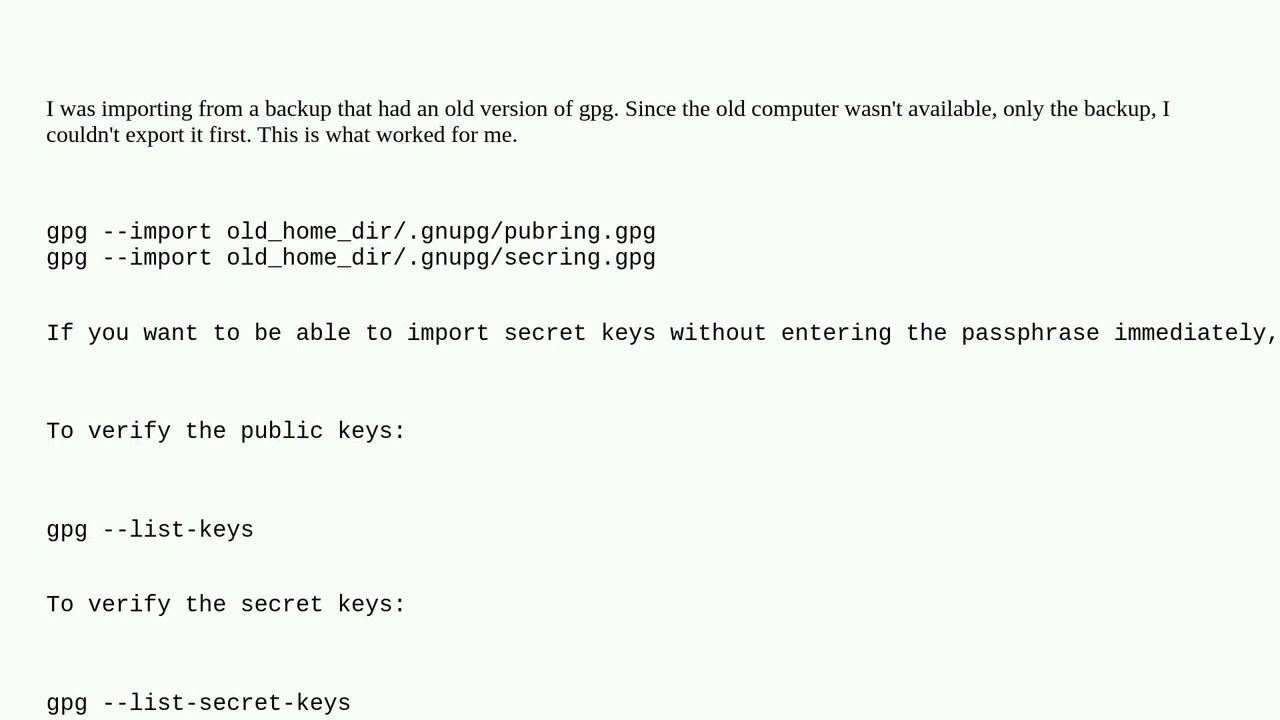 I was importing from a backup that had an old version of gpg. Since the old computer wasn't available, only the backup, I
couldn't export it first. This is what worked for me.
gpg --import old_home_dir/.gnupg/pubring.gpg
gpg --import old_home_dir/.gnupg/secring.gpg
If you want to be able to import secret keys without entering the passphrase immediately,
To verify the public keys:
gpg --list-keys
To verify the secret keys:
gpg --list-secret-keys